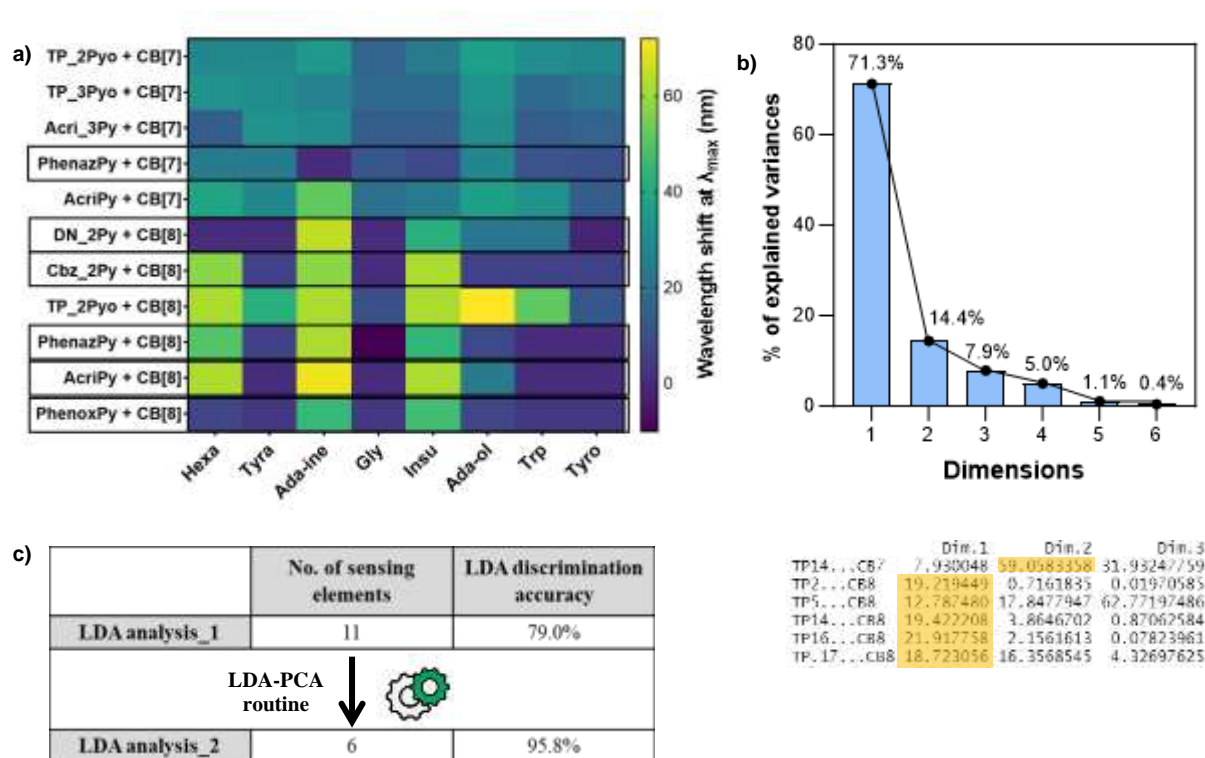 a)
TP_2Pyo + CB[7]
TP_3Pyo + CB[7]
Acri_3Py + CB[7]
PhenazPy + CB[7]
AcriPy + CB[7]
DN_2Py + CB[8]
Cbz_2Py + CB[8]
TP_2Pyo + CB[8]
PhenazPy + CB[8]
AcriPy + CB[8]
PhenoxPy + CB[8]
Hexa
Tyra
Ada-ine
Gly
Insu
Ada-ol
Trp
Tyro
60
40
20
0
Wavelength shift at λmax (nm)
b)
80
60
40
20
0
% of explained variances
71.3%
14.4%
7.9%
5.0%
1.1%
0.4%
1 2 3 4 5 6
Dimensions
Dim.1 Dim.2 Dim.3
TP14...CB7 7.930048 59.0583358 31.93247759
TP2...CB8 19.219449 0.7161835 0.01970585
TP5...CB8 12.787480 17.8477947 62.77197486
TP14...CB8 19.422208 3.8646702 0.87062584
TP16...CB8 21.917758 2.1561613 0.07823961
TP.17...CB8 18.723056 16.3568545 4.32697625
c)
No. of sensing elements LDA discrimination accuracy
LDA analysis_1 11 79.0%
LDA-PCA
routine
LDA analysis_2 6 95.8%